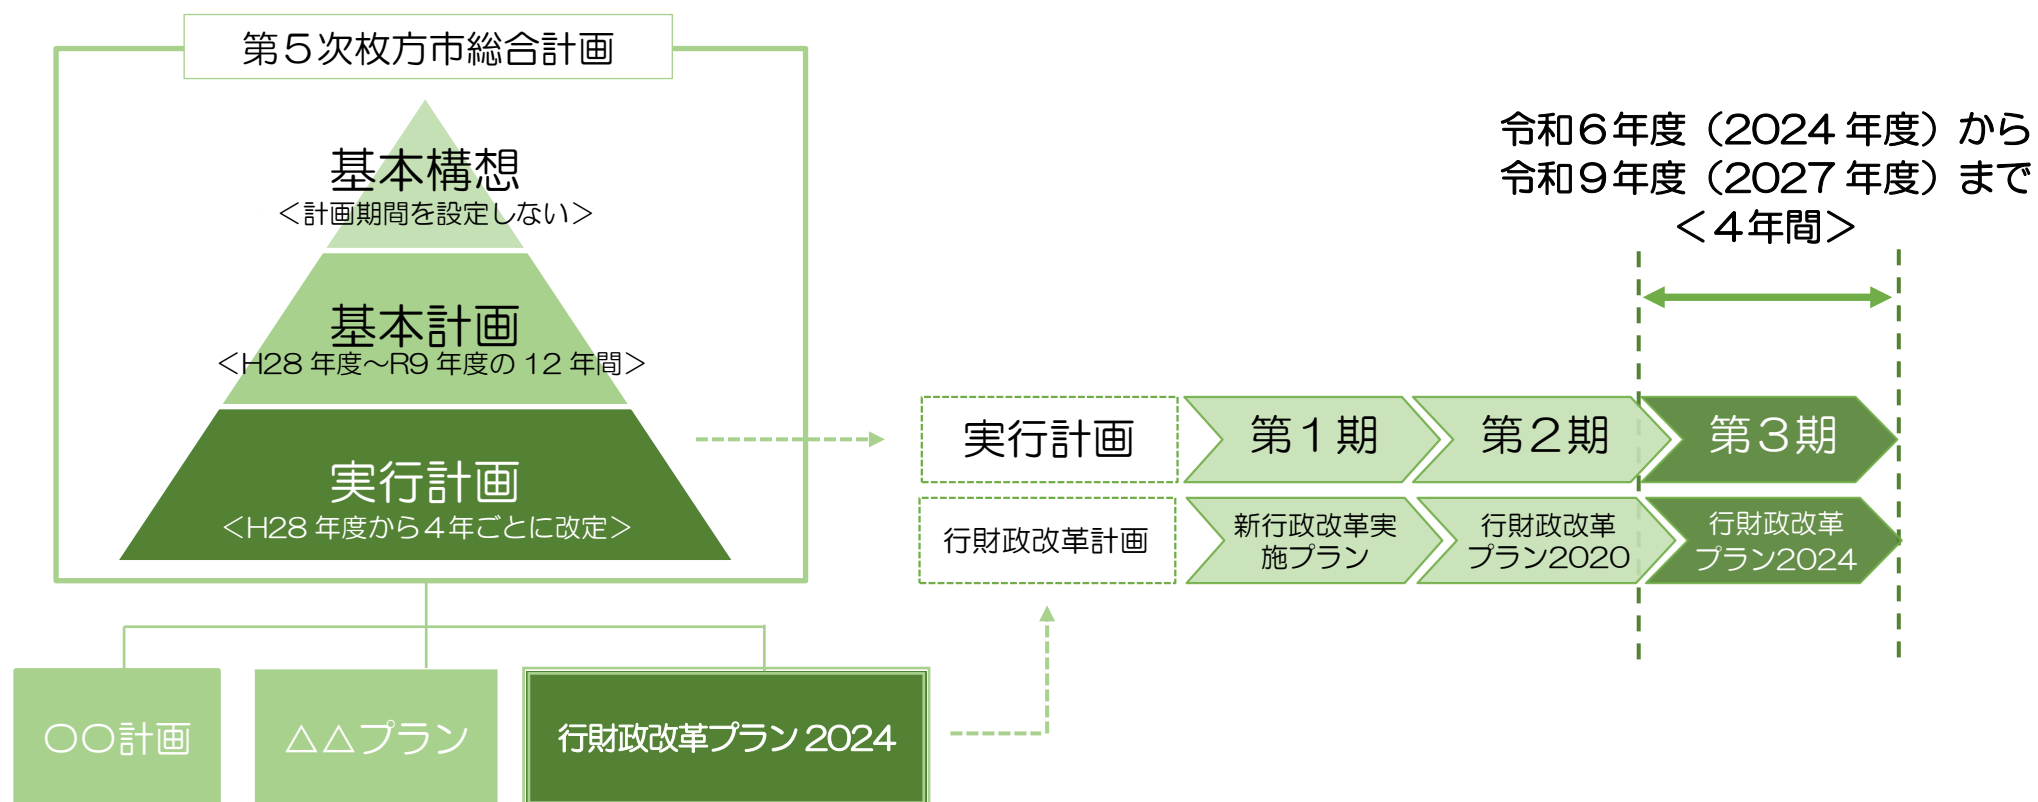 第５次枚方市総合計画
基本構想
＜計画期間を設定しない＞
基本計画
＜H28 年度～R9 年度の 12 年間＞
実行計画
＜H28 年度から４年ごとに改定＞
〇〇計画
△△プラン
行財政改革プラン 2024
令和６年度（2024 年度）から
令和９年度（2027 年度）まで
＜４年間＞
実行計画
第１期
第２期
第３期
行財政改革計画
新行政改革実
施プラン
行財政改革
プラン2020
行財政改革
プラン2024